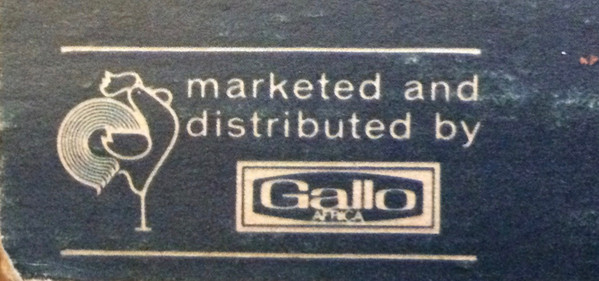 marketed and
distributed by
Gallo
AFRICA